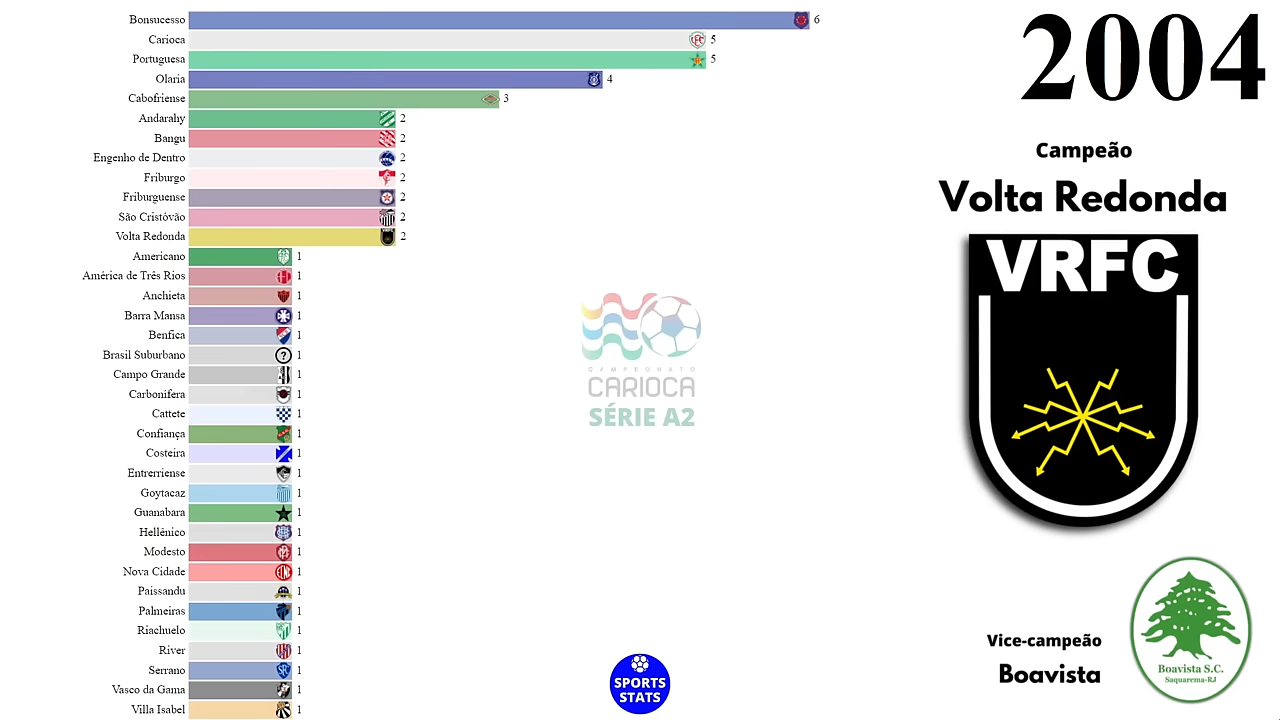 Bonsucesso 6
Carioca 5
Portuguesa 5
Olaria 4
Cabofriense 3
Andarahy 2
Bangu 2
Engenho de Dentro 2
Friburgo 2
Friburguense 2
São Cristóvão 2
Volta Redonda 2
Americano 1
América de Três Rios 1
Anchieta 1
Barra Mansa 1
Benfica 1
Brasil Suburbano 1
Campo Grande 1
Carbonífera 1
Cattete 1
Confiança 1
Costeira 1
Entrerriense 1
Goytacaz 1
Guanabara 1
Hellênico 1
Modesto 1
Nova Cidade 1
Paissandu 1
Palmeiras 1
Riachuelo 1
River 1
Serrano 1
Vasco da Gama 1
Villa Isabel 1
CAMPEONATO
CARIOCA
SÉRIE A2
SPORTS
STATS
2004
Campeão
Volta Redonda
VRFC
Vice-campeão
Boavista
Boavista S.C.
Saquarema-RJ